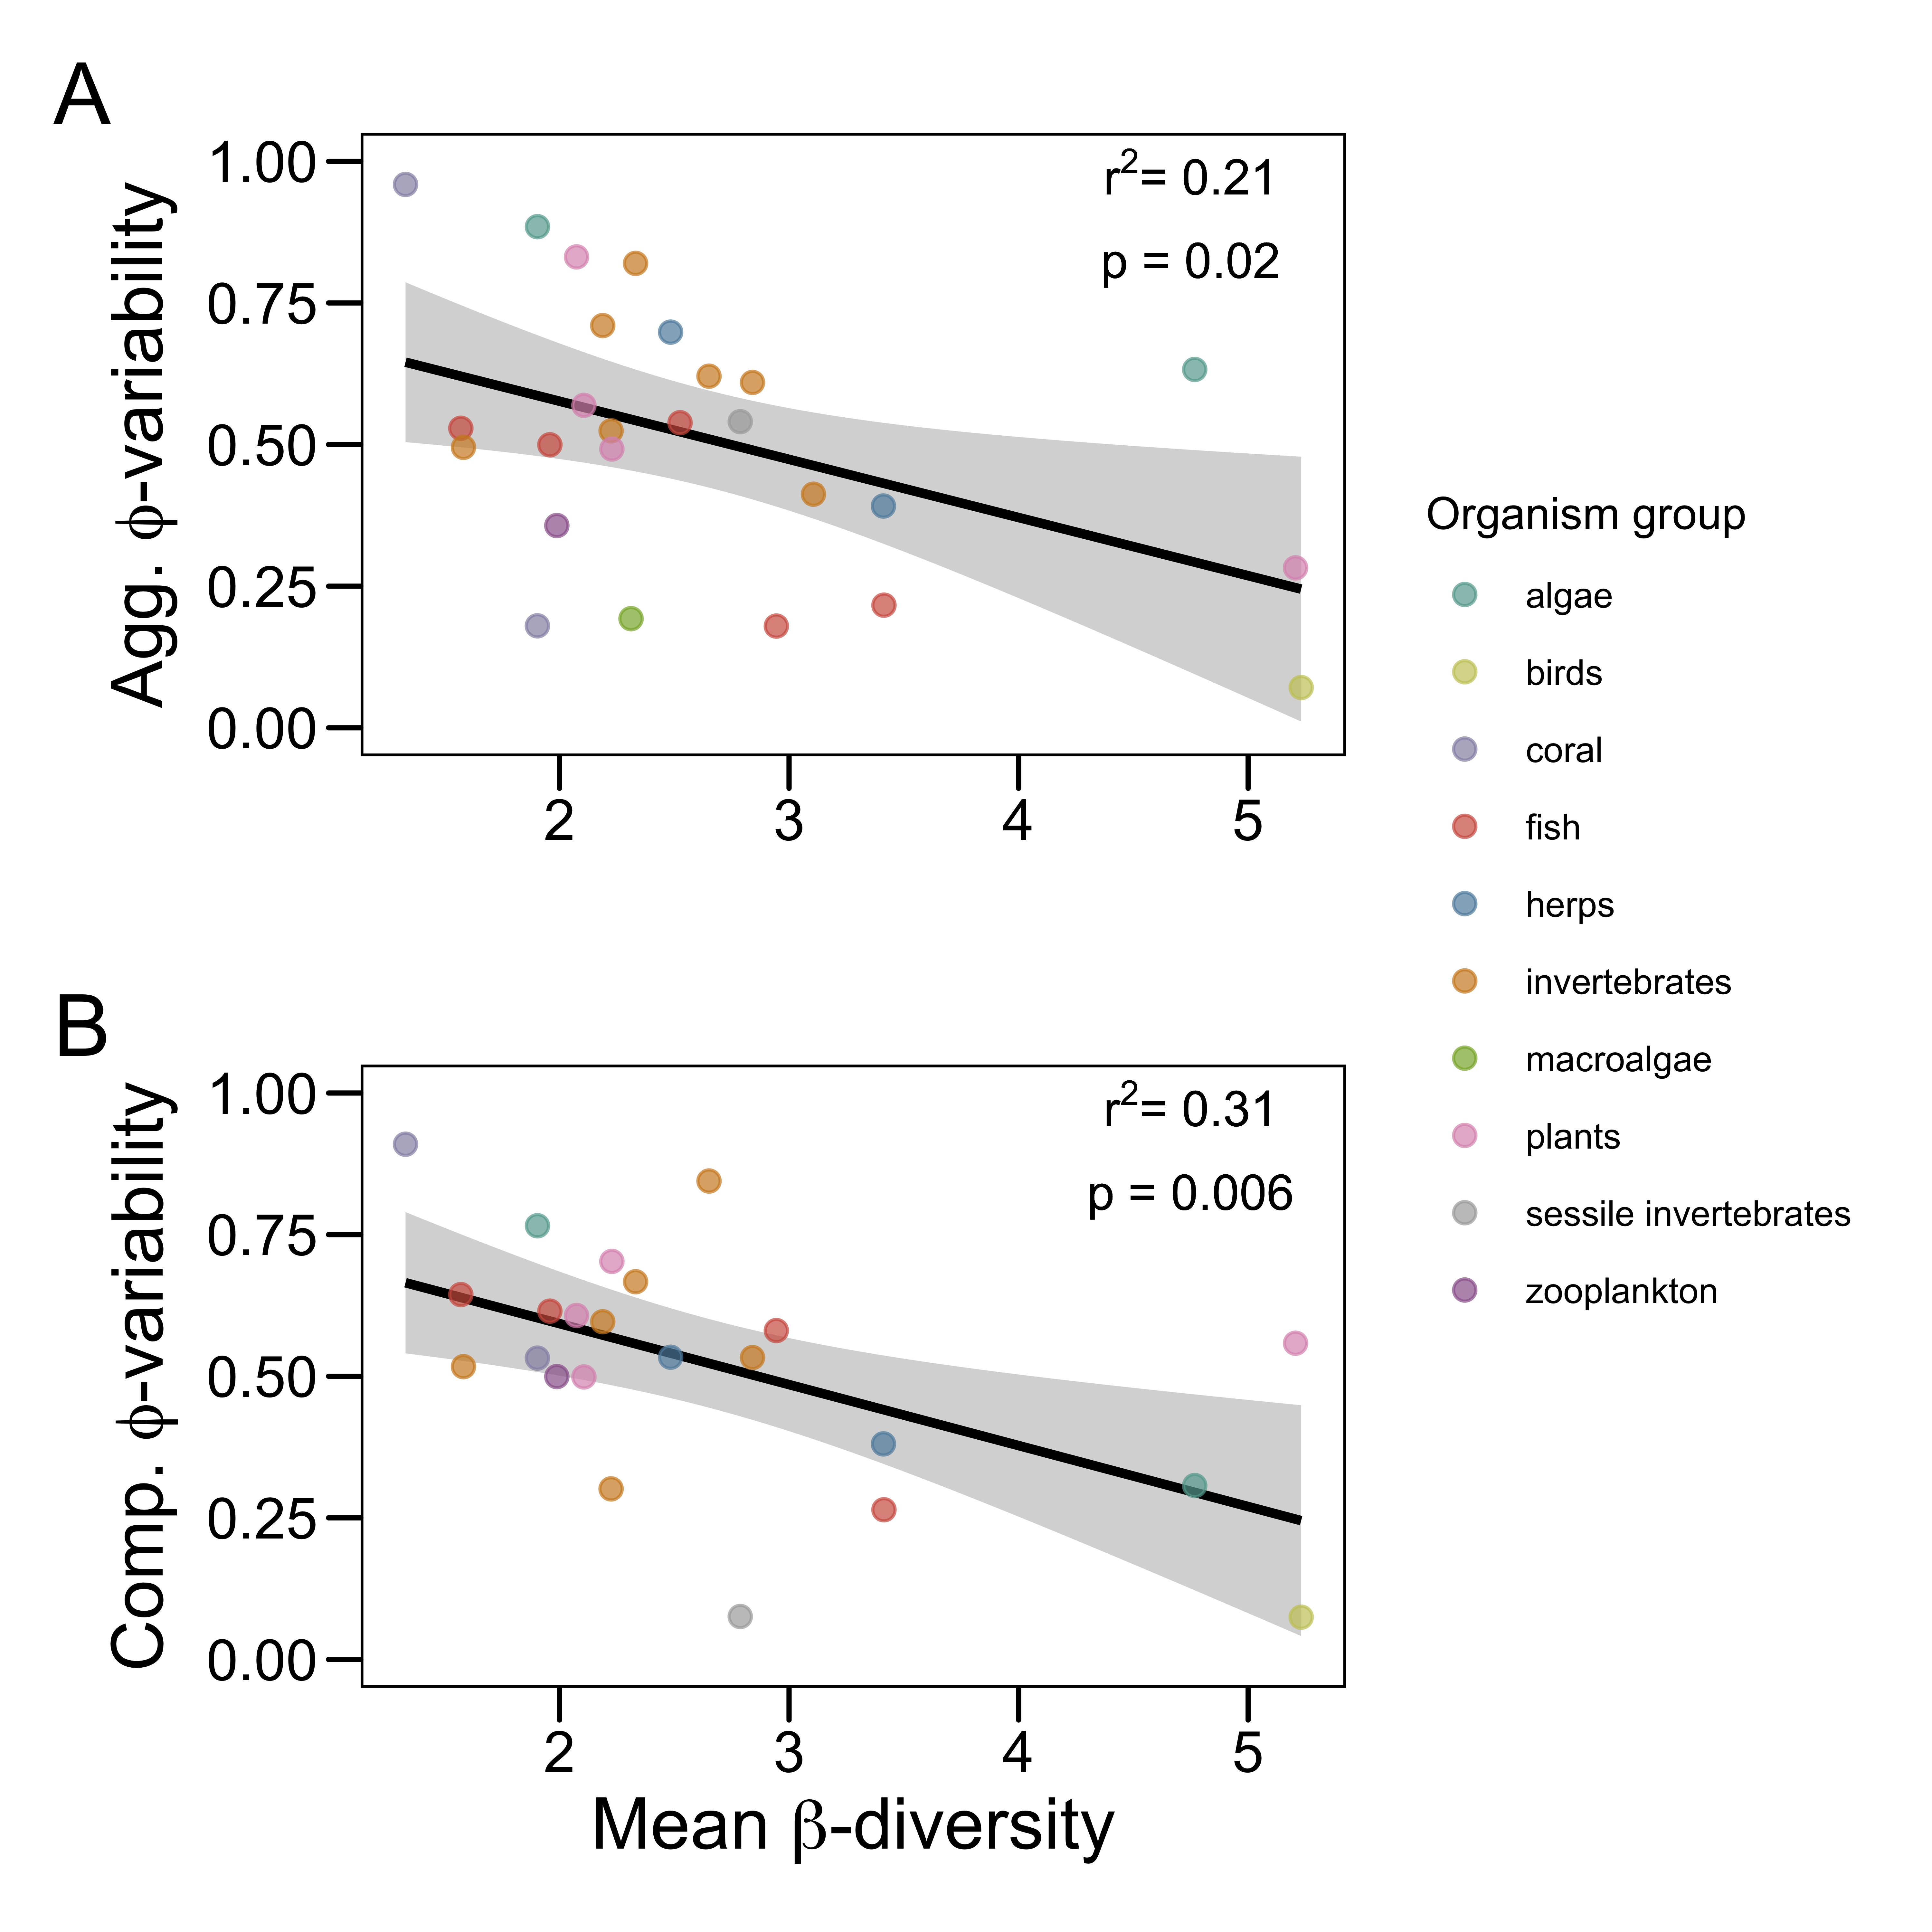 A
1.00
0.75
0.50
0.25
0.00
Agg. ϕ-variability
r²= 0.21
p = 0.02
2 3 4 5
Organism group
algae
birds
coral
fish
herps
invertebrates
macroalgae
plants
sessile invertebrates
zooplankton
B
1.00
0.75
0.50
0.25
0.00
Comp. ϕ-variability
r²= 0.31
p = 0.006
2 3 4 5
Mean β-diversity